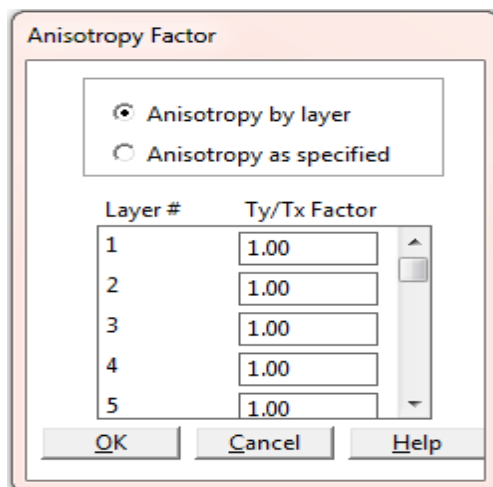 Anisotropy Factor
Anisotropy by layer
Anisotropy as specified
Layer # Ty/Tx Factor
1 1.00
2 1.00
3 1.00
4 1.00
5 1.00
OK Cancel Help